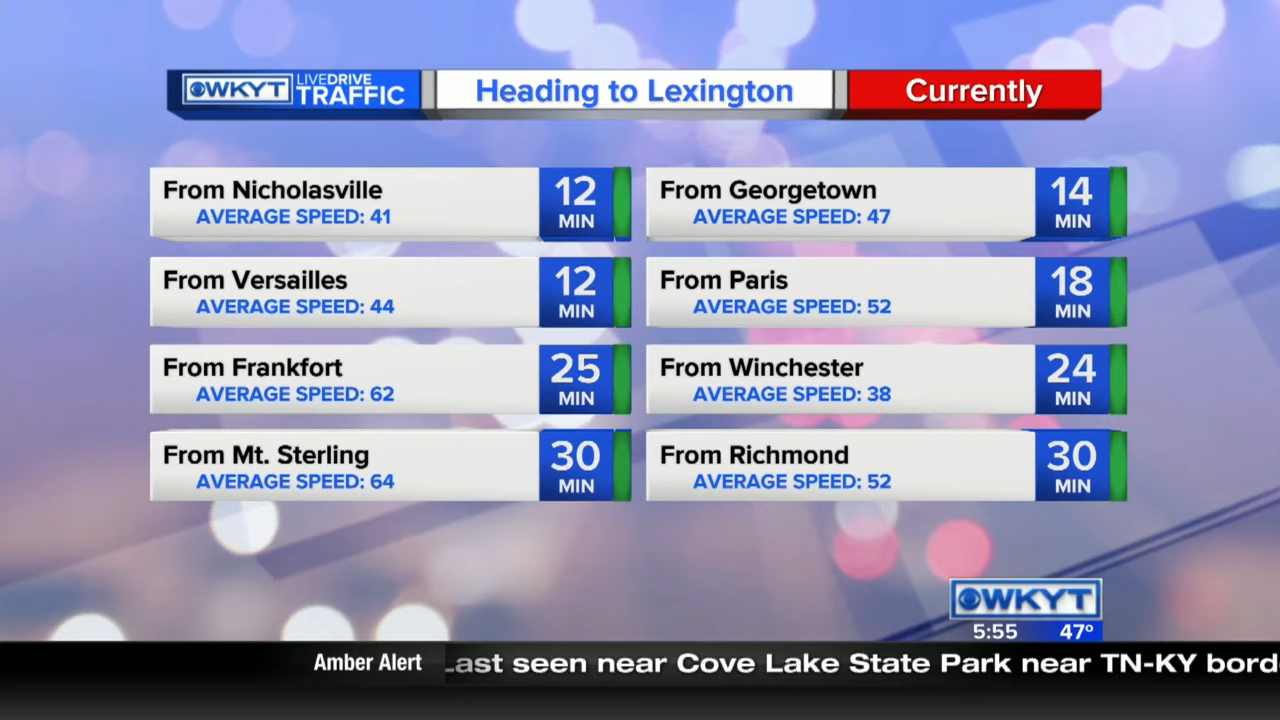 WKYT LIVEDRIVE TRAFFIC
Heading to Lexington
Currently
From Nicholasville
AVERAGE SPEED: 41
12 MIN
From Georgetown
AVERAGE SPEED: 47
14 MIN
From Versailles
AVERAGE SPEED: 44
12 MIN
From Paris
AVERAGE SPEED: 52
18 MIN
From Frankfort
AVERAGE SPEED: 62
25 MIN
From Winchester
AVERAGE SPEED: 38
24 MIN
From Mt. Sterling
AVERAGE SPEED: 64
30 MIN
From Richmond
AVERAGE SPEED: 52
30 MIN
WKYT
5:55 47°
Amber Alert Last seen near Cove Lake State Park near TN-KY bord